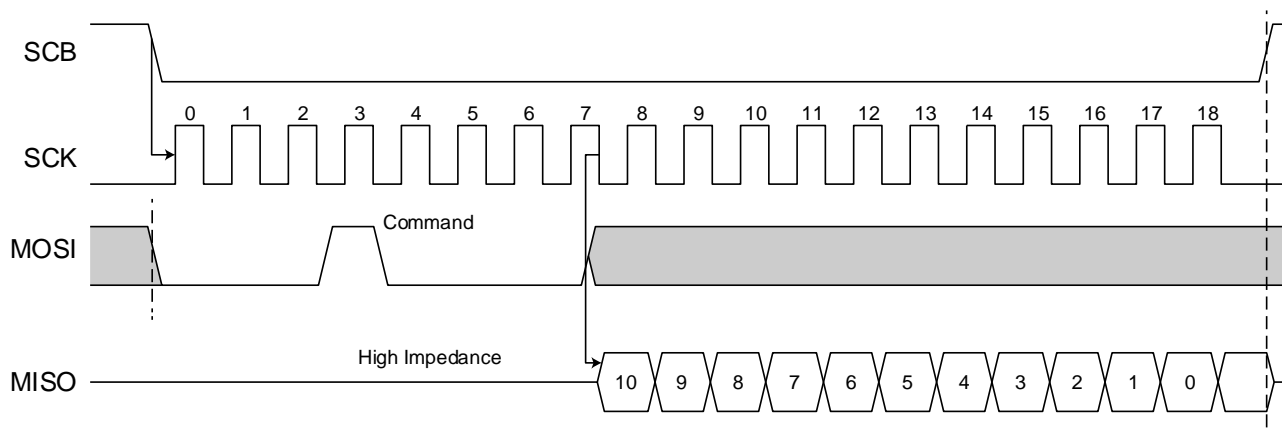 SCB
0 1 2 3 4 5 6 7 8 9 10 11 12 13 14 15 16 17 18
SCK
Command
MOSI
High Impedance
MISO
10 9 8 7 6 5 4 3 2 1 0